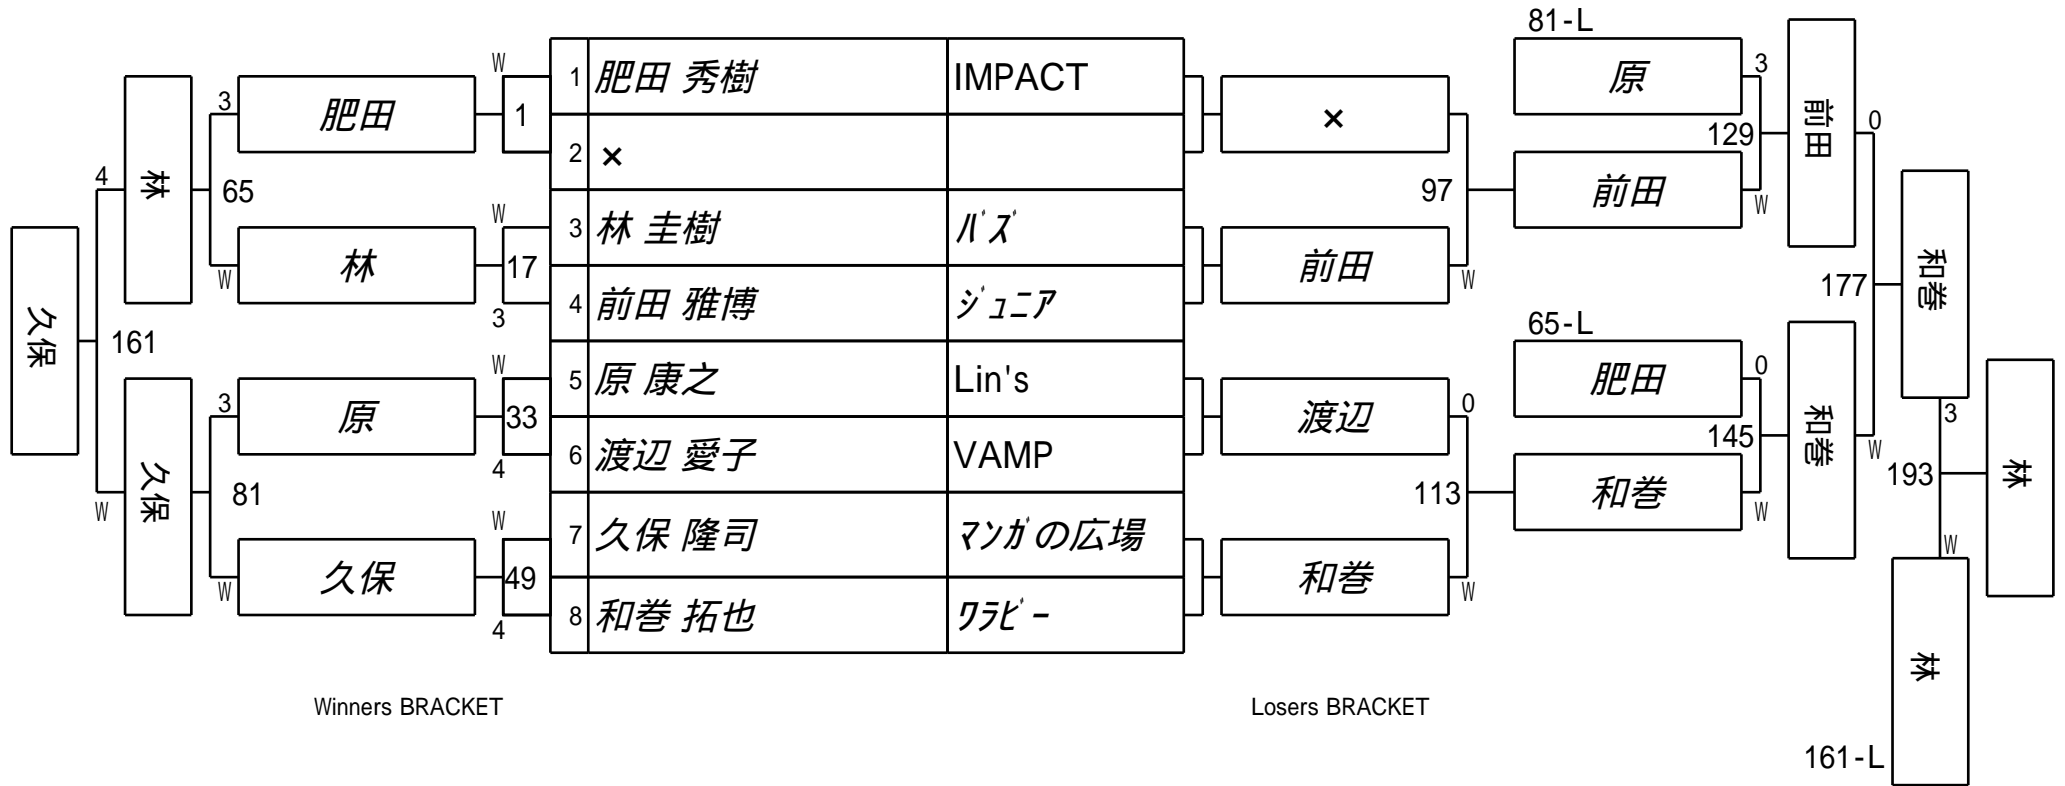 81-L
W
1 肥田 秀樹 IMPACT
3 肥田 1
2 ×
×
原 3
129
前田 0
4 林 65
W
3 林 圭樹 バズ
97
前田 W
W 林 17
前田 W
4 前田 雅博 ジュニア
3
久保 161
177 和巻
65-L
W
5 原 康之 Lin's
3 原 33
渡辺 0
肥田 0
6 渡辺 愛子 VAMP
4
145 和巻 W
3
W 久保 81
W
7 久保 隆司 マンガの広場
113
和巻 W
193 林
W 久保 49
和巻 W
8 和巻 拓也 ワラビー
4
W
林
Winners BRACKET
Losers BRACKET
161-L